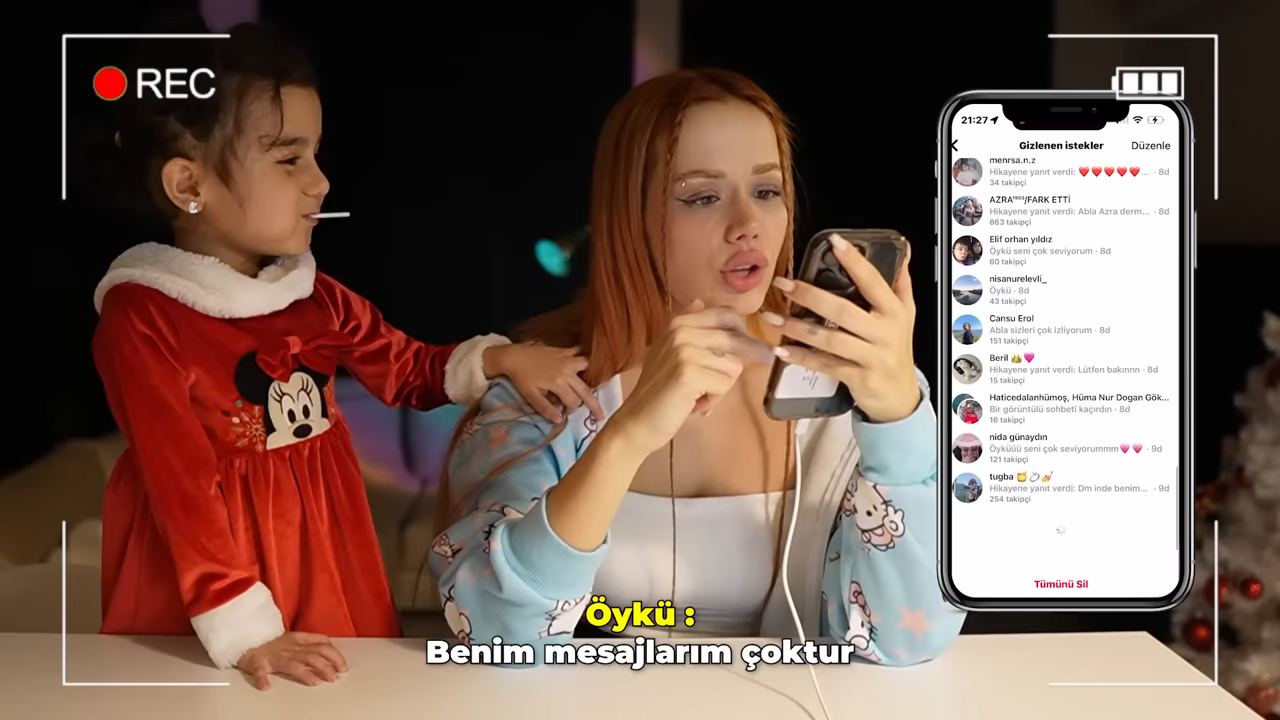 REC
21:27
Gizlenen istekler
Düzenle
menrsa.n.z
Hikayene yanıt verdi: ❤️❤️❤️❤️❤️... · 8d
34 takipçi
AZRA¹⁹⁰³/FARK ETTİ
Hikayene yanıt verdi: Abla Azra derm... · 8d
863 takipçi
Elif orhan yıldız
Öykü seni çok seviyorum · 8d
60 takipçi
nisanurelevli_
Öykü · 8d
43 takipçi
Cansu Erol
Abla sizleri çok izliyorum · 8d
151 takipçi
Beril 👑💗
Hikayene yanıt verdi: Lütfen bakınnn · 8d
15 takipçi
Haticedalanhümoş, Hüma Nur Dogan Gök...
Bir görüntülü sohbeti kaçırdın · 8d
16 takipçi
nida günaydın
Öyküüü seni çok seviyorummm💗💗 · 9d
121 takipçi
tugba 🥁💍💅
Hikayene yanıt verdi: Dm inde benim... · 9d
254 takipçi
Tümünü Sil
Öykü :
Benim mesajlarım çoktur